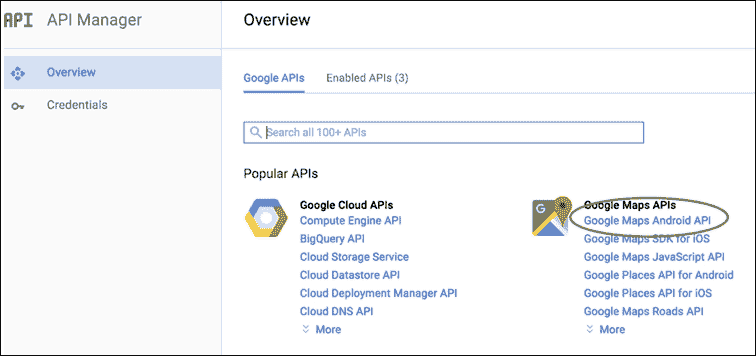 API API Manager
Overview
Credentials
Overview
Google APIs Enabled APIs (3)
Search all 100+ APIs
Popular APIs
Google Cloud APIs
Compute Engine API
BigQuery API
Cloud Storage Service
Cloud Datastore API
Cloud Deployment Manager API
Cloud DNS API
More
G
Google Maps APIs
Google Maps Android API
Google Maps SDK for iOS
Google Maps JavaScript API
Google Places API for Android
Google Places API for iOS
Google Maps Roads API
More